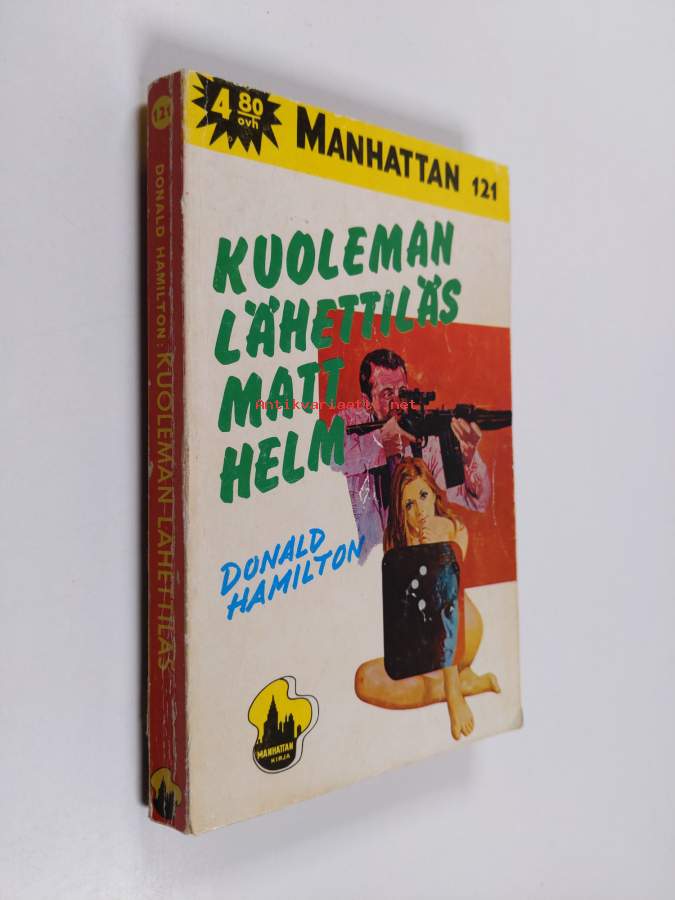 4 80
ovh
MANHATTAN 121
KUOLEMAN
LÄHETTILÄS
MATT
HELM
DONALD
HAMILTON
MANHATTAN
KIRJA
121
DONALD HAMILTON: KUOLEMAN LÄHETTILÄS
Antikvariaatti.net